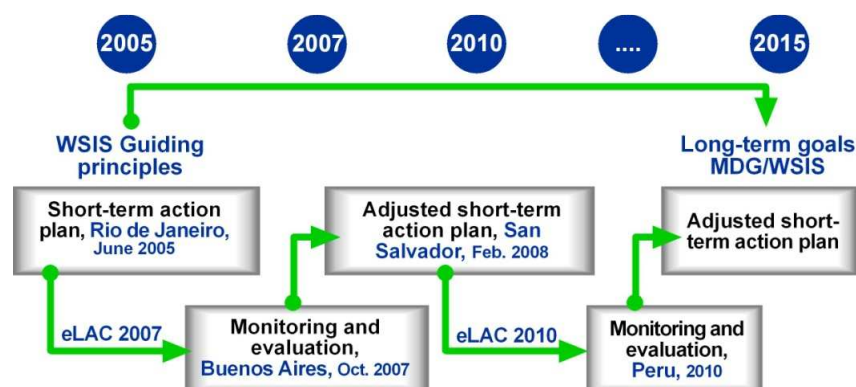 2005 2007 2010 .... 2015
WSIS Guiding
principles
Long-term goals
MDG/WSIS
Short-term action
plan, Rio de Janeiro,
June 2005
Adjusted short-term
action plan, San
Salvador, Feb. 2008
Adjusted short-
term action plan
eLAC 2007
Monitoring and
evaluation,
Buenos Aires, Oct. 2007
eLAC 2010
Monitoring and
evaluation,
Peru, 2010